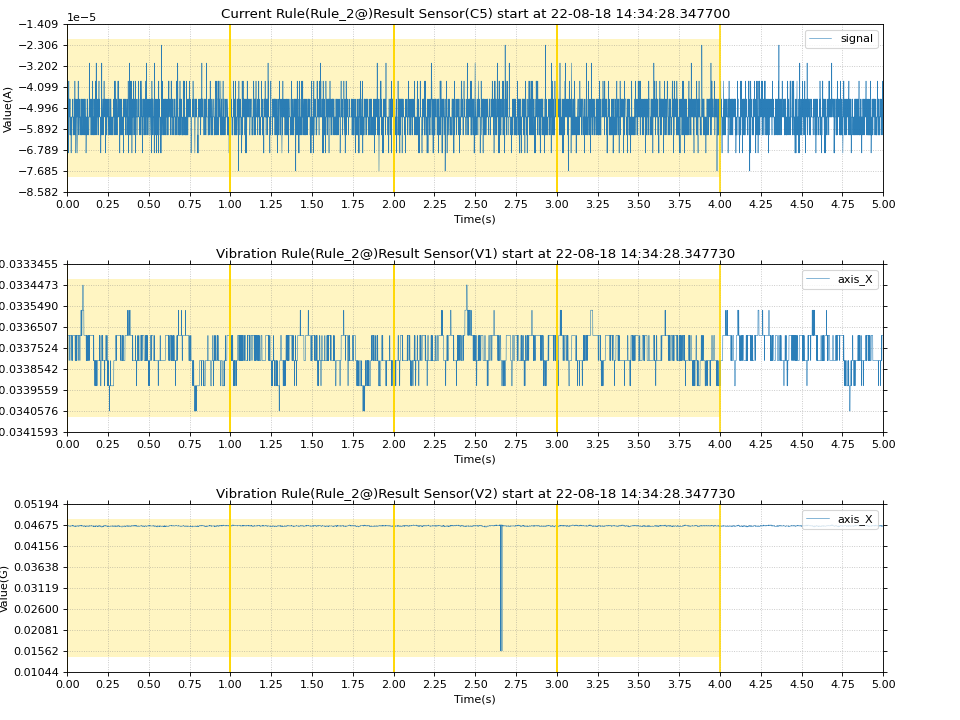 Current Rule(Rule_2@)Result Sensor(C5) start at 22-08-18 14:34:28.347700
1e−5
−1.409
−2.306
−3.202
−4.099
−4.996
−5.892
−6.789
−7.685
−8.582
Value(A)
signal
0.00 0.25 0.50 0.75 1.00 1.25 1.50 1.75 2.00 2.25 2.50 2.75 3.00 3.25 3.50 3.75 4.00 4.25 4.50 4.75 5.00
Time(s)
Vibration Rule(Rule_2@)Result Sensor(V1) start at 22-08-18 14:34:28.347730
0.0333455
0.0334473
0.0335490
0.0336507
0.0337524
0.0338542
0.0339559
0.0340576
0.0341593
axis_X
0.00 0.25 0.50 0.75 1.00 1.25 1.50 1.75 2.00 2.25 2.50 2.75 3.00 3.25 3.50 3.75 4.00 4.25 4.50 4.75 5.00
Time(s)
Vibration Rule(Rule_2@)Result Sensor(V2) start at 22-08-18 14:34:28.347730
0.05194
0.04675
0.04156
0.03638
0.03119
0.02600
0.02081
0.01562
0.01044
Value(G)
axis_X
0.00 0.25 0.50 0.75 1.00 1.25 1.50 1.75 2.00 2.25 2.50 2.75 3.00 3.25 3.50 3.75 4.00 4.25 4.50 4.75 5.00
Time(s)